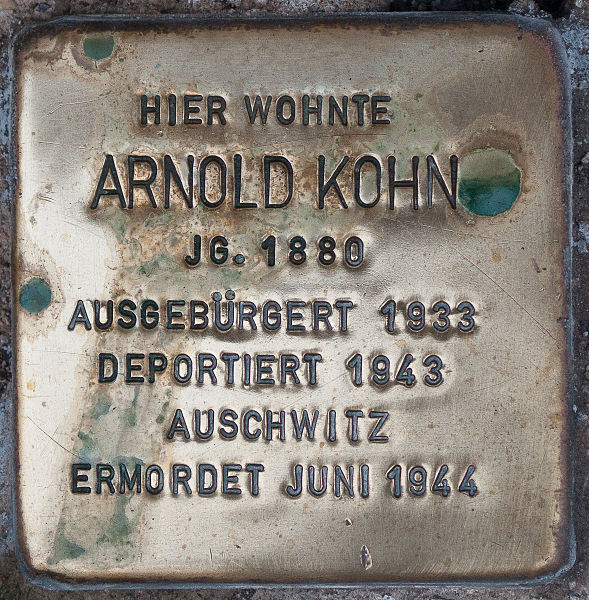 HIER WOHNTE
ARNOLD KOHN
JG. 1880
AUSGEBÜRGERT 1933
DEPORTIERT 1943
AUSCHWITZ
ERMORDET JUNI 1944